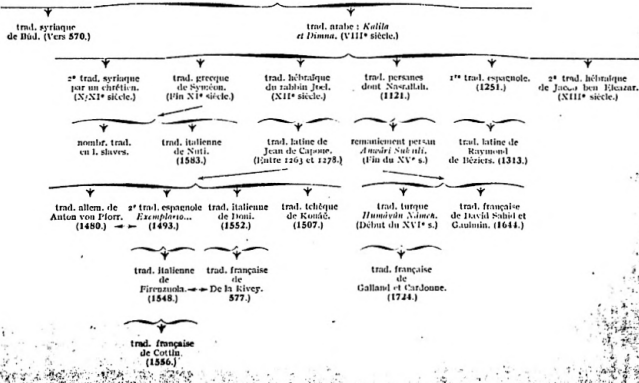 trad. syriaque
de Būd. (Vers 570.)
trad. arabe : Kalila
et Dimna. (VIIIe siècle.)
2e trad. syriaque
par un chrétien.
(X/XIe siècle.)
trad. grecque
de Syméon.
(Fin XIe siècle.)
trad. hébraïque
du rabbin Joel.
(XIIe siècle.)
trad. persanes
dont Nasrallah.
(1121.)
1re trad. espagnole.
(1251.)
2e trad. hébraïque
de Jacob ben Eleazar.
(XIIIe siècle.)
nombr. trad.
en l. slaves.
trad. italienne
de Nuti.
(1583.)
trad. latine de
Jean de Capoue.
(Entre 1263 et 1278.)
remaniement persan
(Fin du XVe s.)
trad. latine de
Raymond
de Béziers. (1313.)
trad. allem. de
Anton von Pforr.
(1480.)
2e trad. espagnole
Exemplario...
(1493.)
trad. italienne
de Doni.
(1552.)
trad. tchèque
de Konáč.
(1507.)
trad. turque
Humāyūn Nāmeh.
(Début du XVIe s.)
trad. française
de David Sahid et
Gaulmin. (1644.)
trad. italienne
de
Firenzuola.
(1548.)
trad. française
de
De la Rivey.
577.)
trad. française
de
Galland et Cardonne.
(1724.)
trad. française
de Cottin.
(1556.)